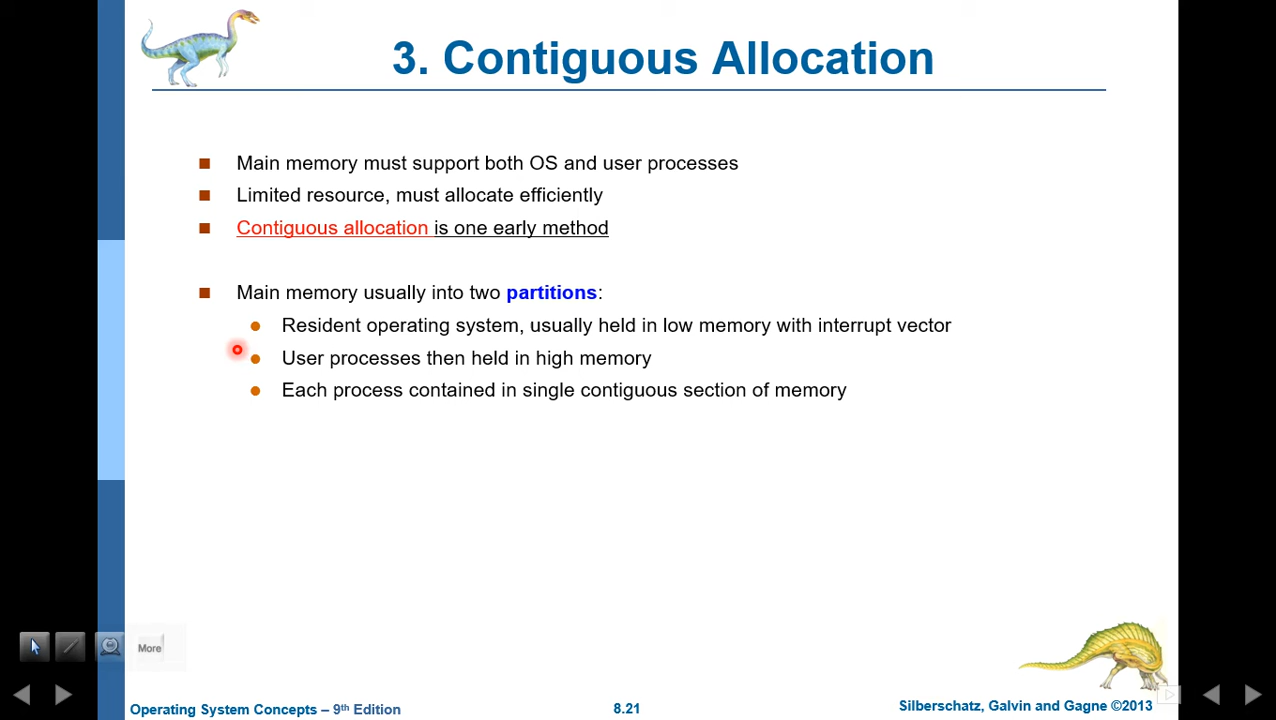 3. Contiguous Allocation
Main memory must support both OS and user processes
Limited resource, must allocate efficiently
Contiguous allocation is one early method
Main memory usually into two partitions:
Resident operating system, usually held in low memory with interrupt vector
User processes then held in high memory
Each process contained in single contiguous section of memory
More
Operating System Concepts – 9th Edition
8.21
Silberschatz, Galvin and Gagne ©2013